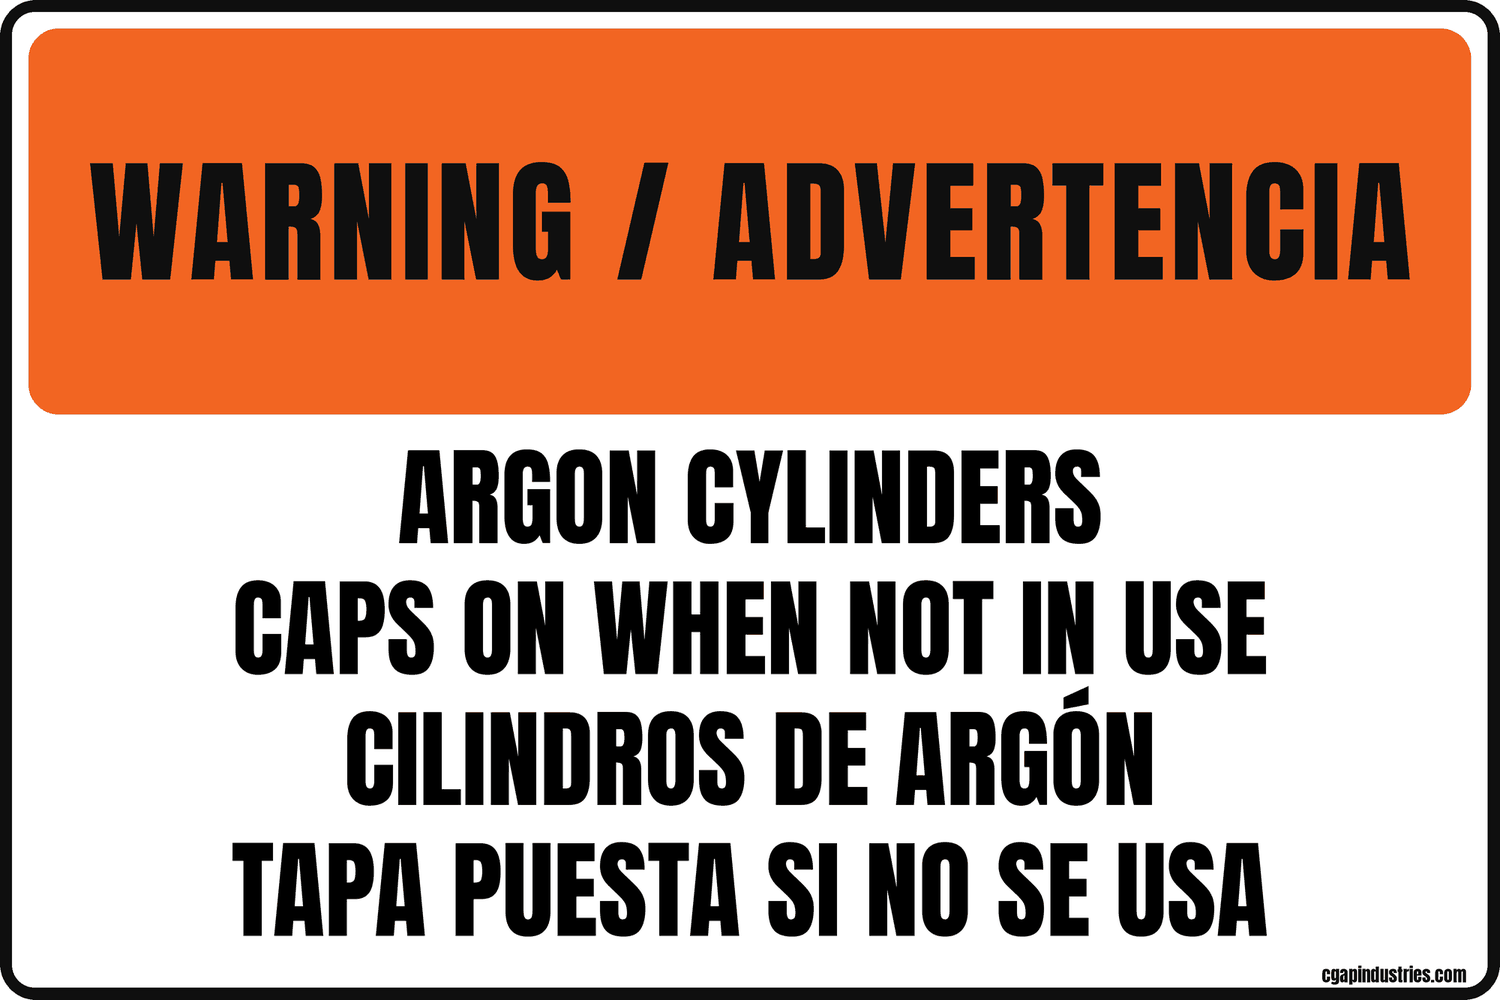 WARNING / ADVERTENCIA
ARGON CYLINDERS
CAPS ON WHEN NOT IN USE
CILINDROS DE ARGÓN
TAPA PUESTA SI NO SE USA
cgapindustries.com